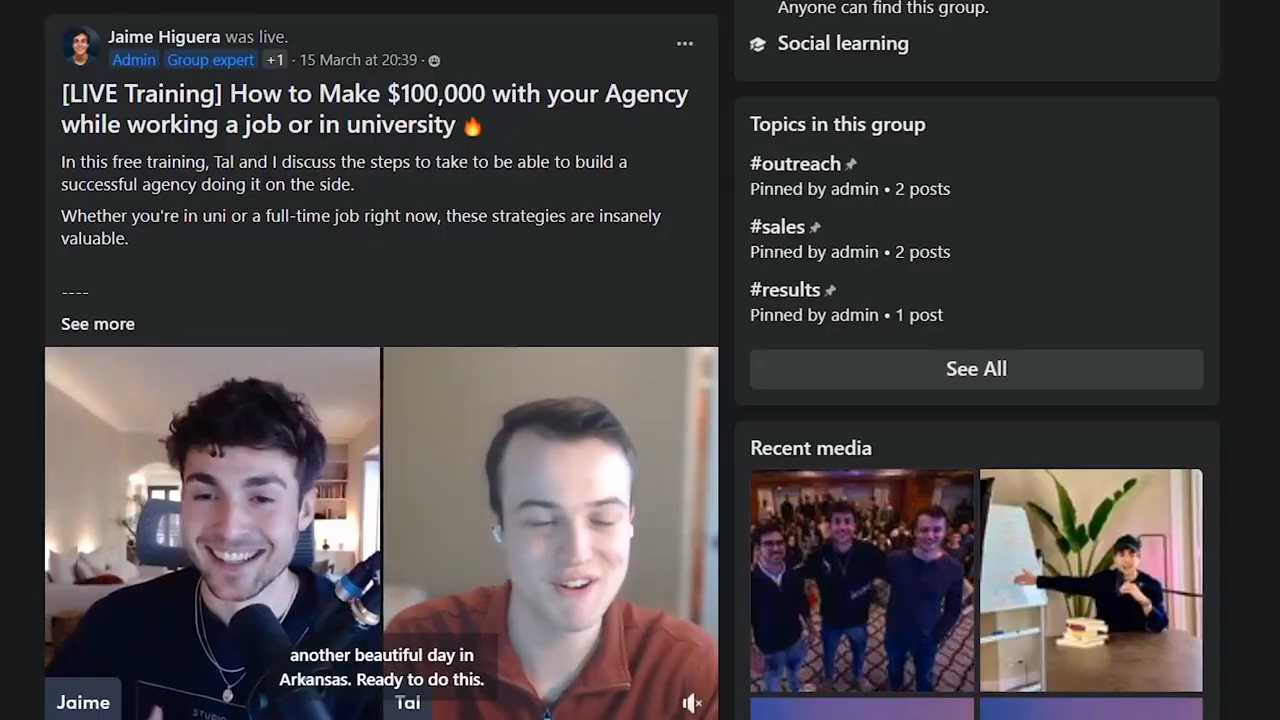 Jaime Higuera was live.
Admin Group expert +1 · 15 March at 20:39 ·
[LIVE Training] How to Make $100,000 with your Agency
while working a job or in university 🔥
In this free training, Tal and I discuss the steps to take to be able to build a
successful agency doing it on the side.
Whether you're in uni or a full-time job right now, these strategies are insanely
valuable.
----
See more
another beautiful day in
Arkansas. Ready to do this.
Jaime
Tal
STUDIO
Anyone can find this group.
Social learning
Topics in this group
#outreach
Pinned by admin • 2 posts
#sales
Pinned by admin • 2 posts
#results
Pinned by admin • 1 post
See All
Recent media